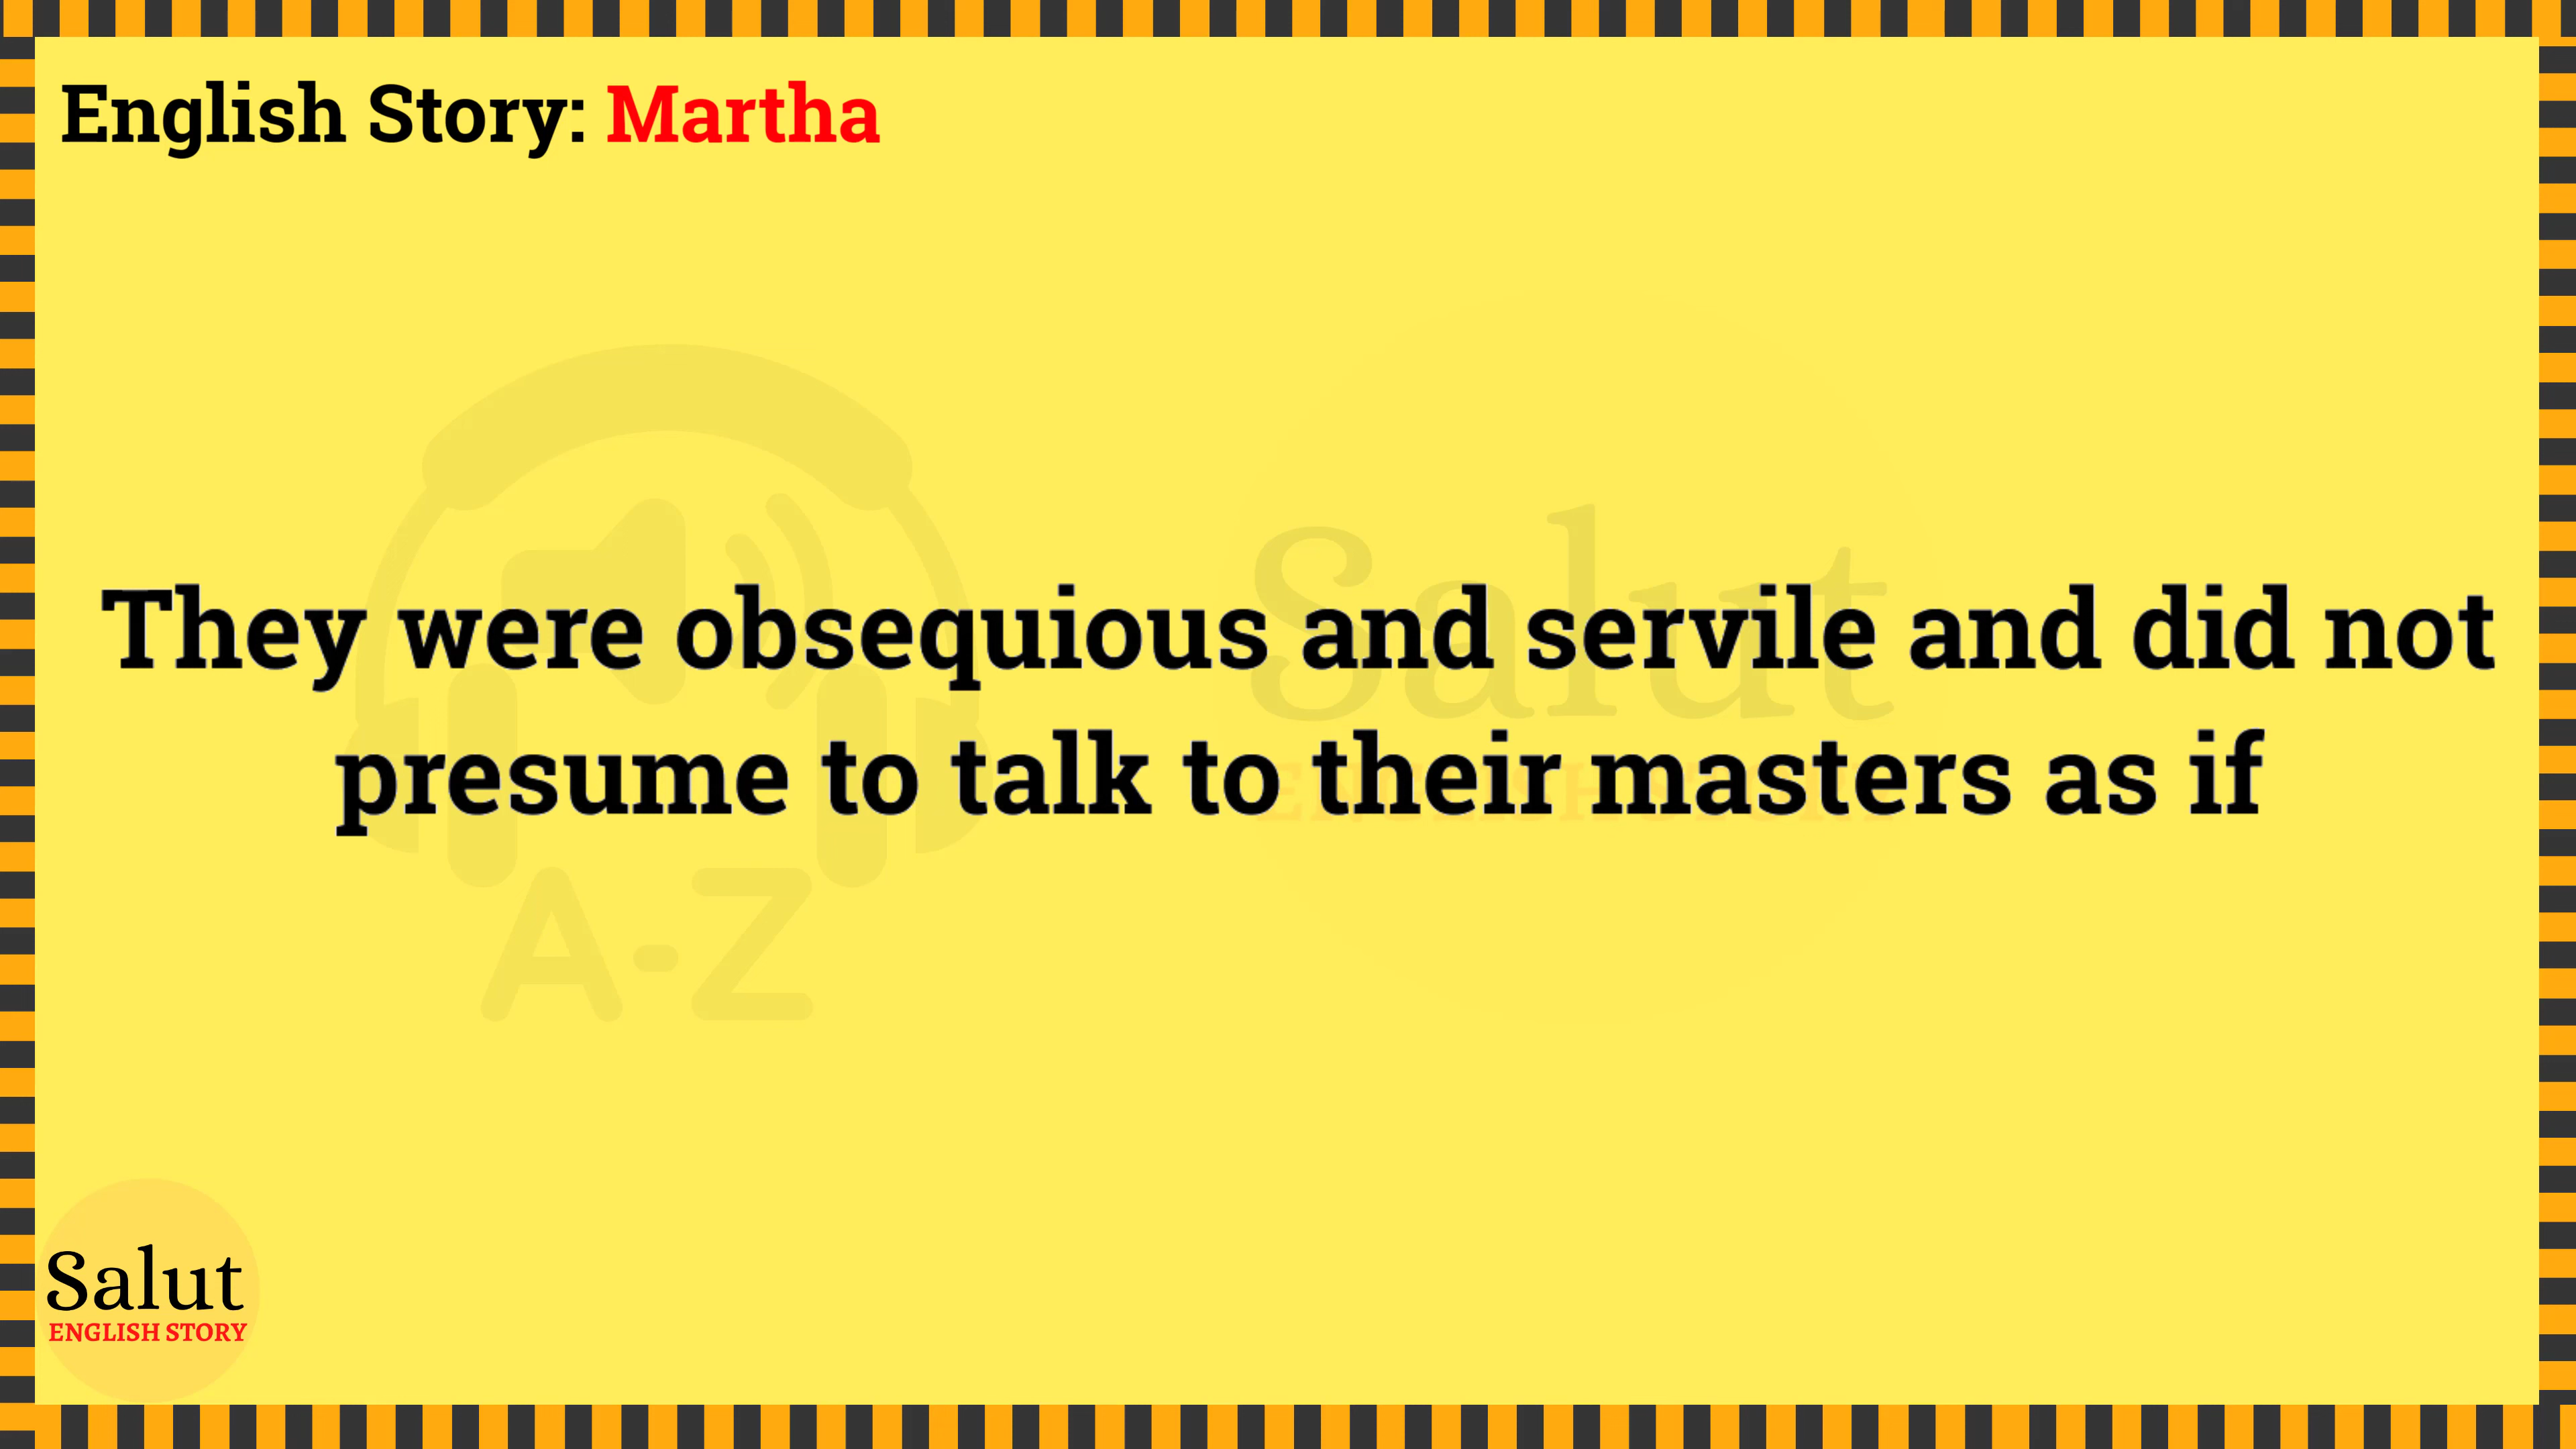 English Story: Martha
Salut
They were obsequious and servile and did not
presume to talk to their masters as if
A-Z
Salut
ENGLISH STORY